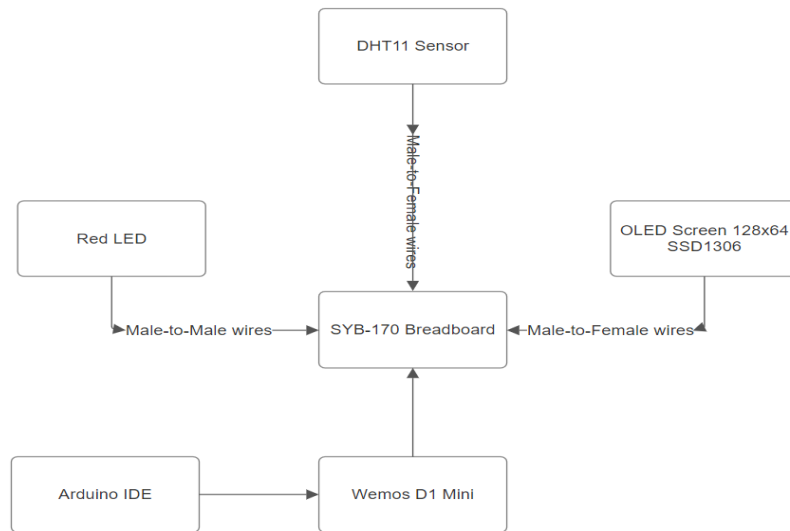 DHT11 Sensor
Male-to-Female wires
Red LED
OLED Screen 128x64
SSD1306
Male-to-Male wires
SYB-170 Breadboard
Male-to-Female wires
Arduino IDE
Wemos D1 Mini